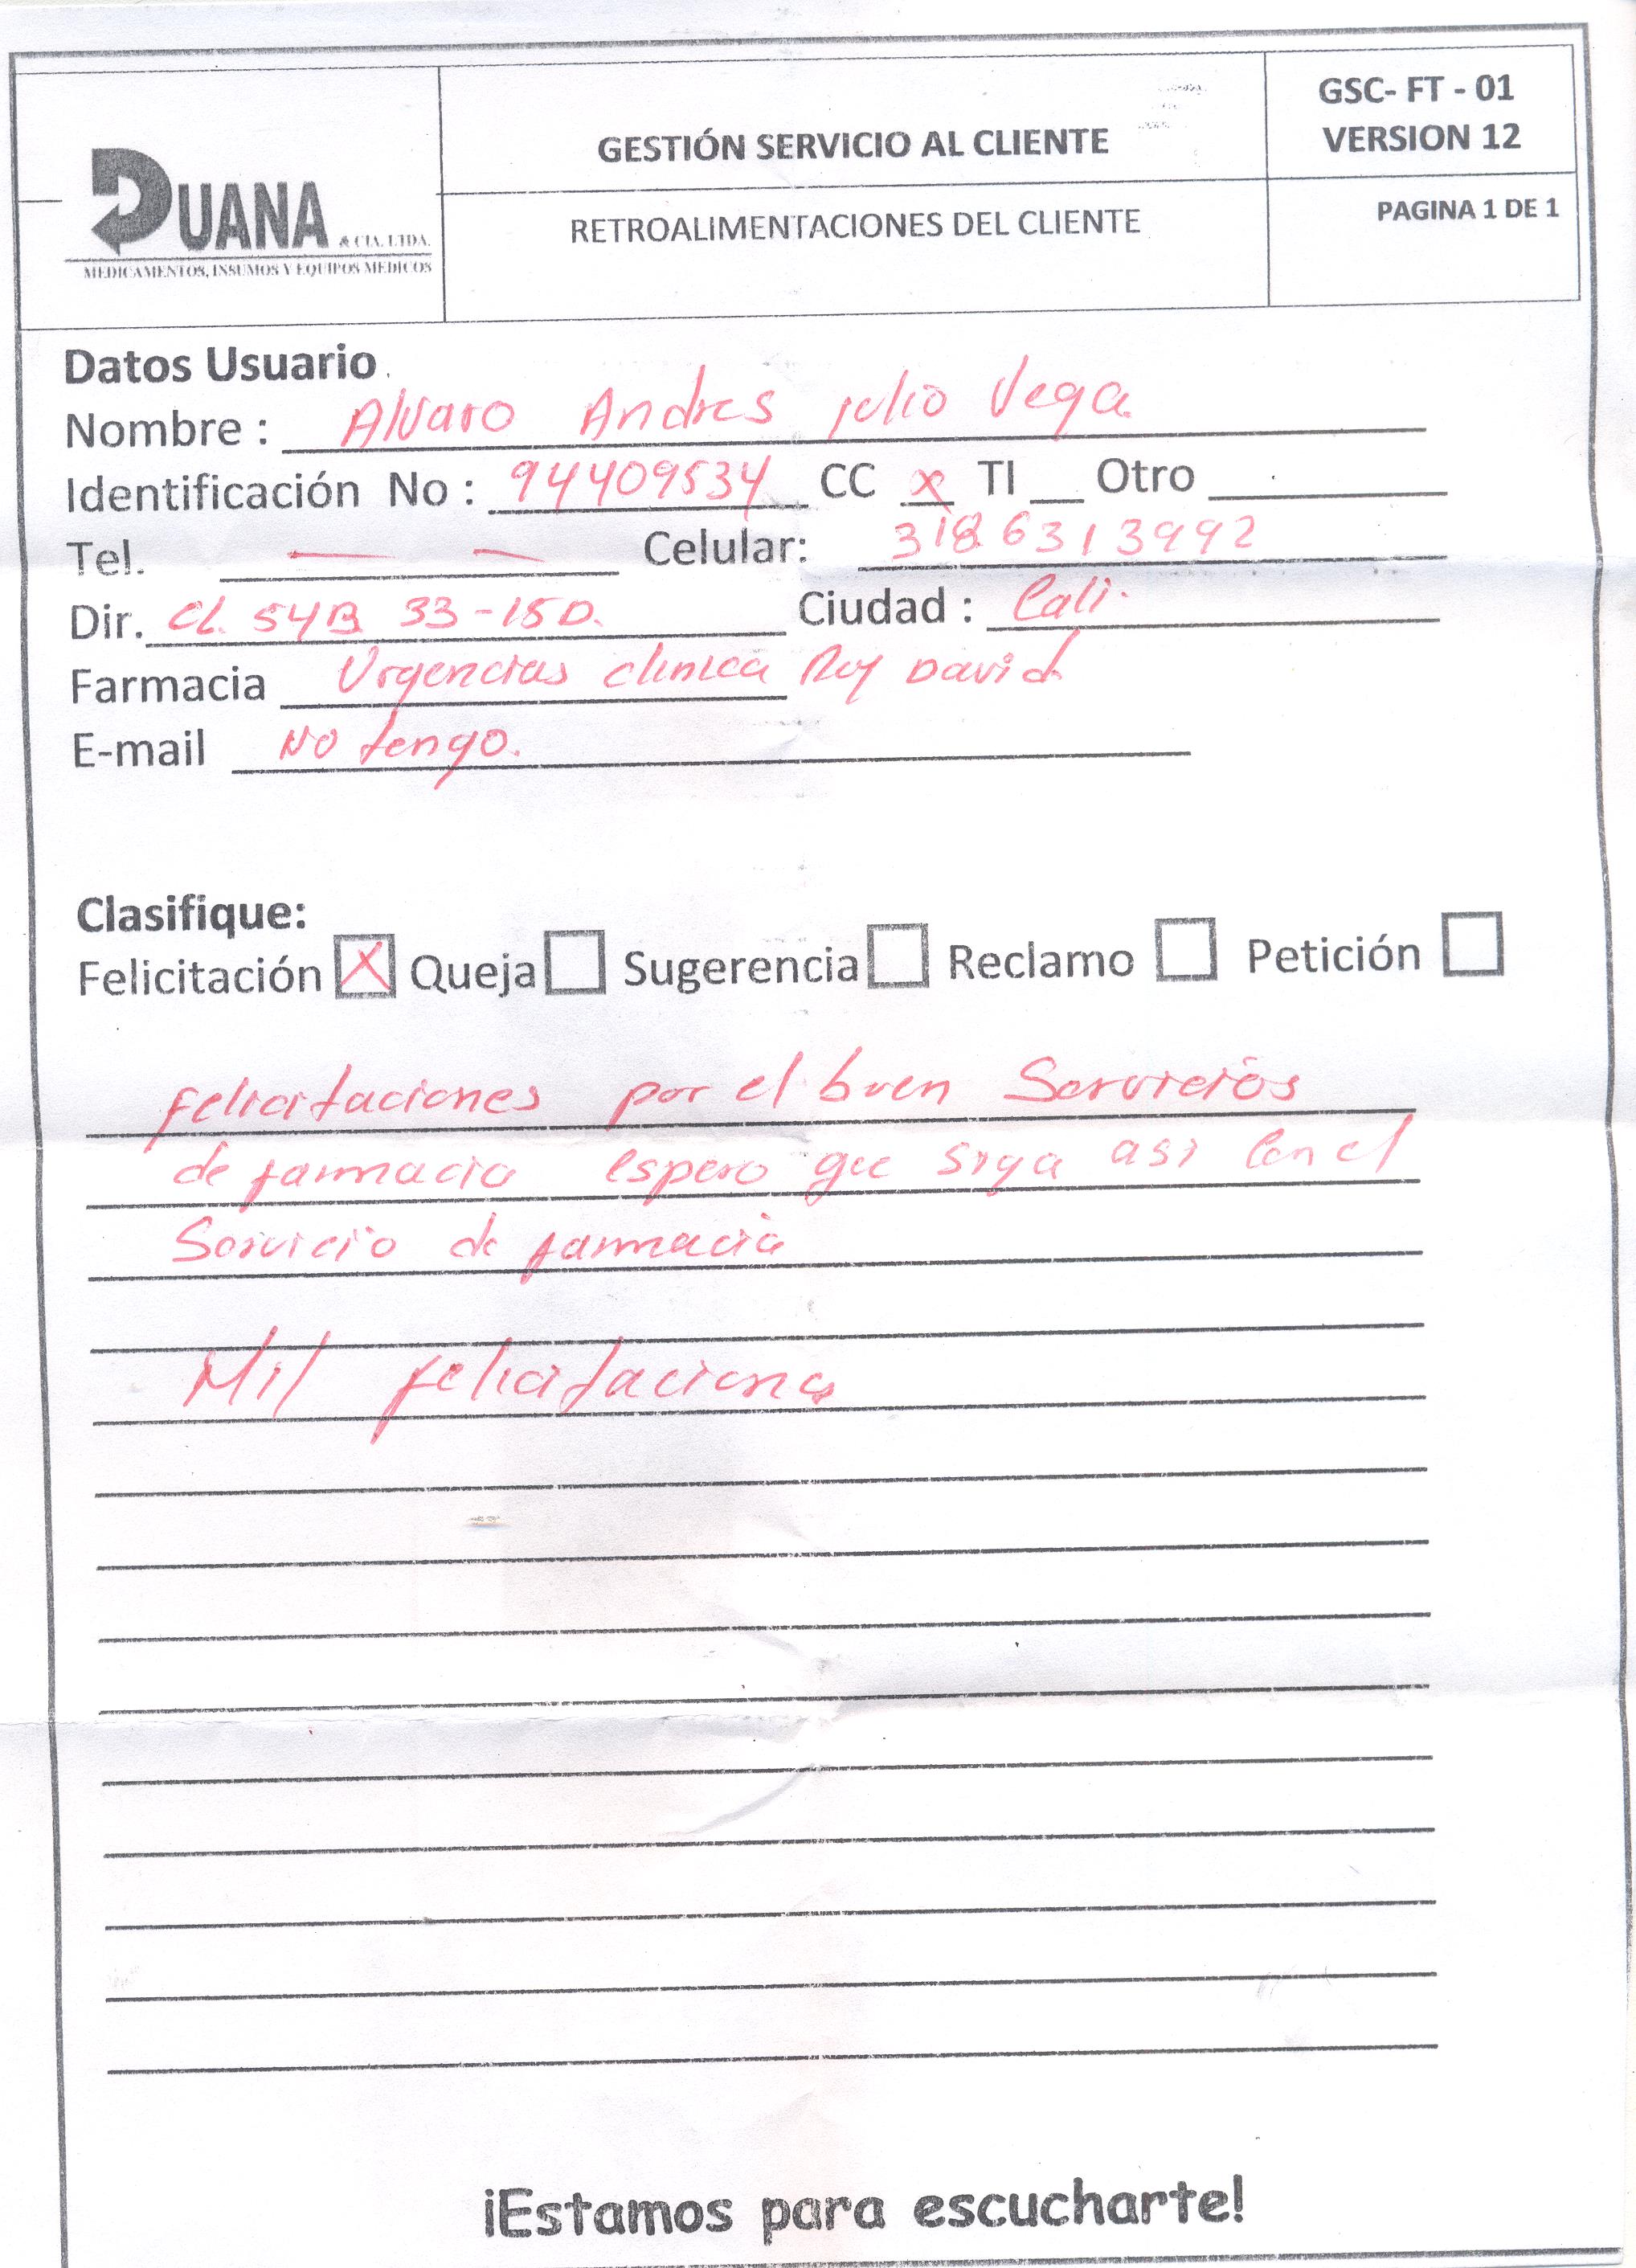 GESTIÓN SERVICIO AL CLIENTE
GSC- FT - 01
VERSION 12
DUANA & CIA. LTDA.
MEDICAMENTOS, INSUMOS Y EQUIPOS MEDICOS
RETROALIMENTACIONES DEL CLIENTE
PAGINA 1 DE 1
Datos Usuario
Nombre : Alvaro Andres julio Vega
Identificación No : 94409534 CC x TI __ Otro
Tel. — — Celular: 3186313992
Dir. CL. 54B 33-15D. Ciudad : Cali.
Farmacia Urgencias clinica Rey David
E-mail NO tengo.
Clasifique:
Felicitación X Queja Sugerencia Reclamo Petición
felicitaciones por el buen Servicios
de farmacia espero que siga asi Con el
Servicio de farmacia
Mil felicitaciones
¡Estamos para escucharte!